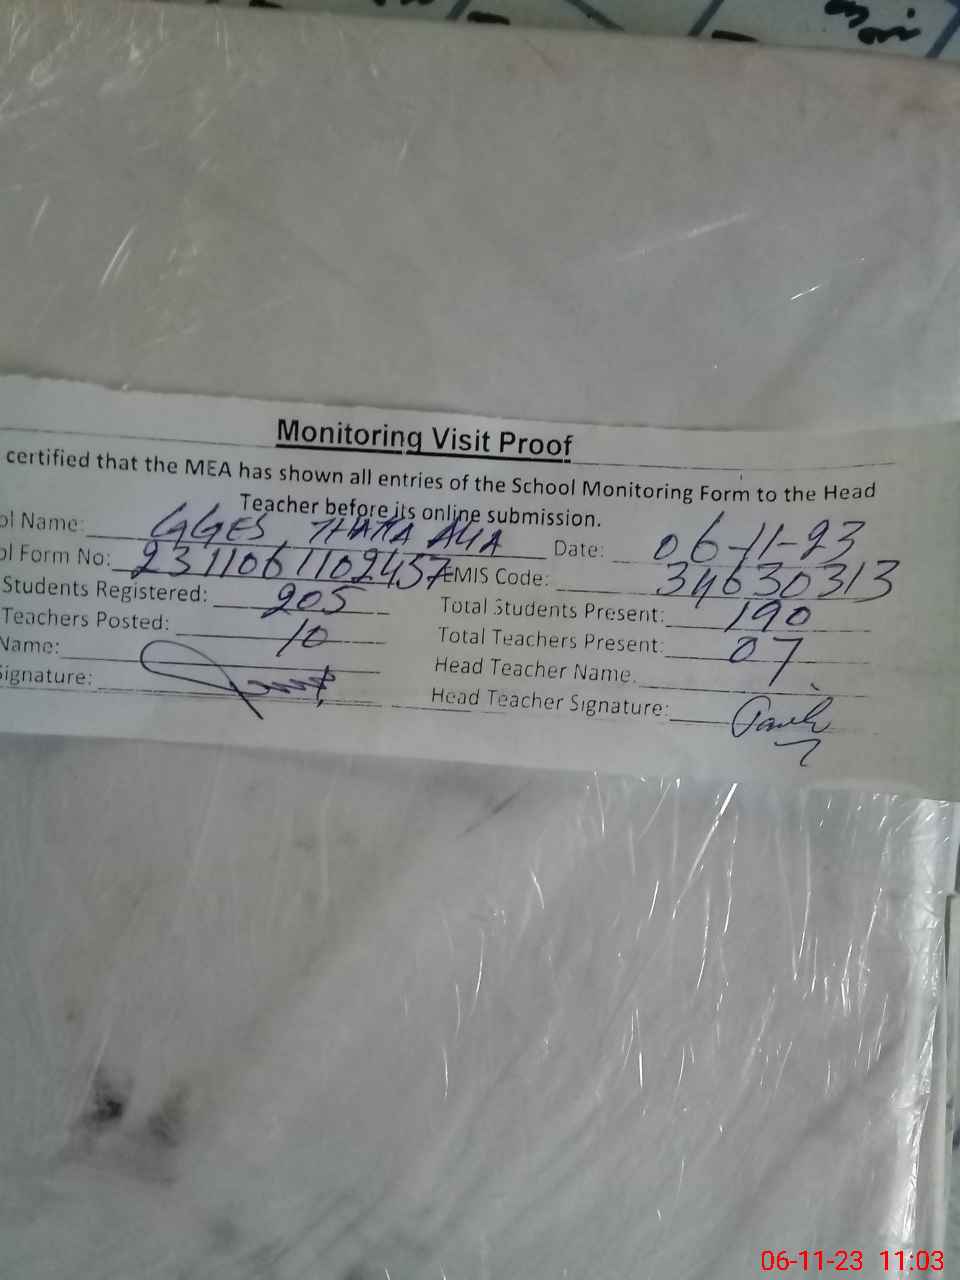 Monitoring Visit Proof
certified that the MEA has shown all entries of the School Monitoring Form to the Head
Teacher before its online submission.
ol Name: GGES, THATA ALIA Date: 06-11-23
ol Form No: 2311061102457 EMIS Code: 34630313
Students Registered: 205 Total Students Present: 190
Teachers Posted: 10 Total Teachers Present: 07
Name: Head Teacher Name.
Signature: Head Teacher Signature:
06-11-23 11:03